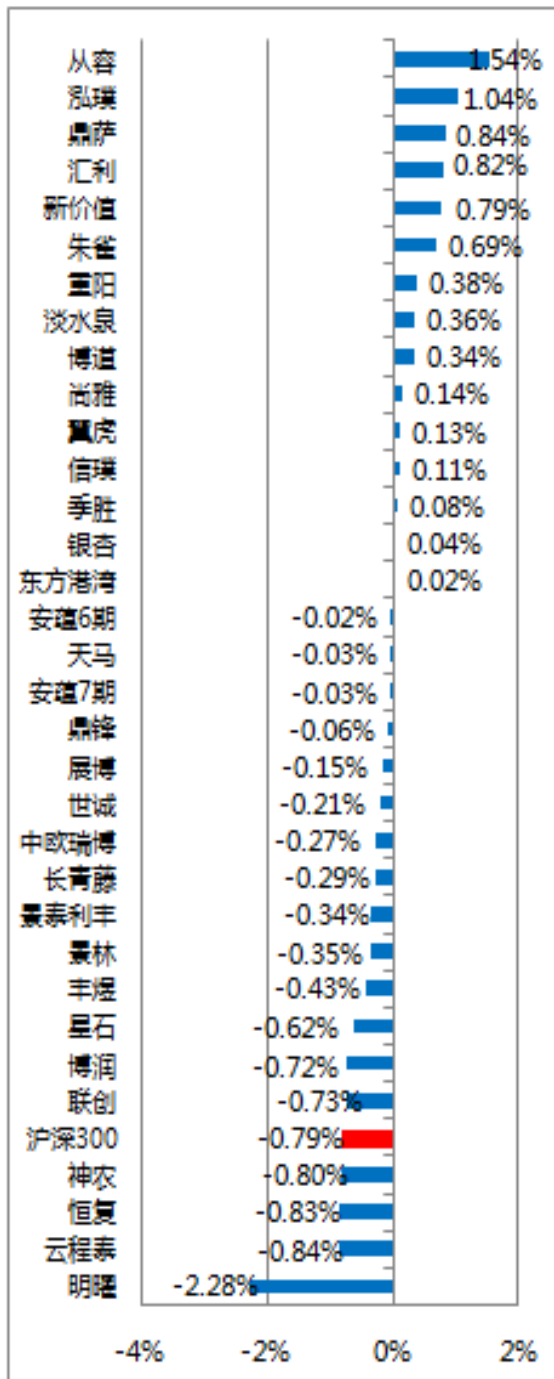 从容 1.54%
泓璞 1.04%
鼎萨 0.84%
汇利 0.82%
新价值 0.79%
朱雀 0.69%
重阳 0.38%
淡水泉 0.36%
博道 0.34%
尚雅 0.14%
翼虎 0.13%
信璞 0.11%
季胜 0.08%
银杏 0.04%
东方港湾 0.02%
安蕴6期 -0.02%
天马 -0.03%
安蕴7期 -0.03%
鼎锋 -0.06%
展博 -0.15%
世诚 -0.21%
中欧瑞博 -0.27%
长青藤 -0.29%
景泰利丰 -0.34%
景林 -0.35%
丰煜 -0.43%
星石 -0.62%
博润 -0.72%
联创 -0.73%
沪深300 -0.79%
神农 -0.80%
恒复 -0.83%
云程泰 -0.84%
明曜 -2.28%
-4% -2% 0% 2%